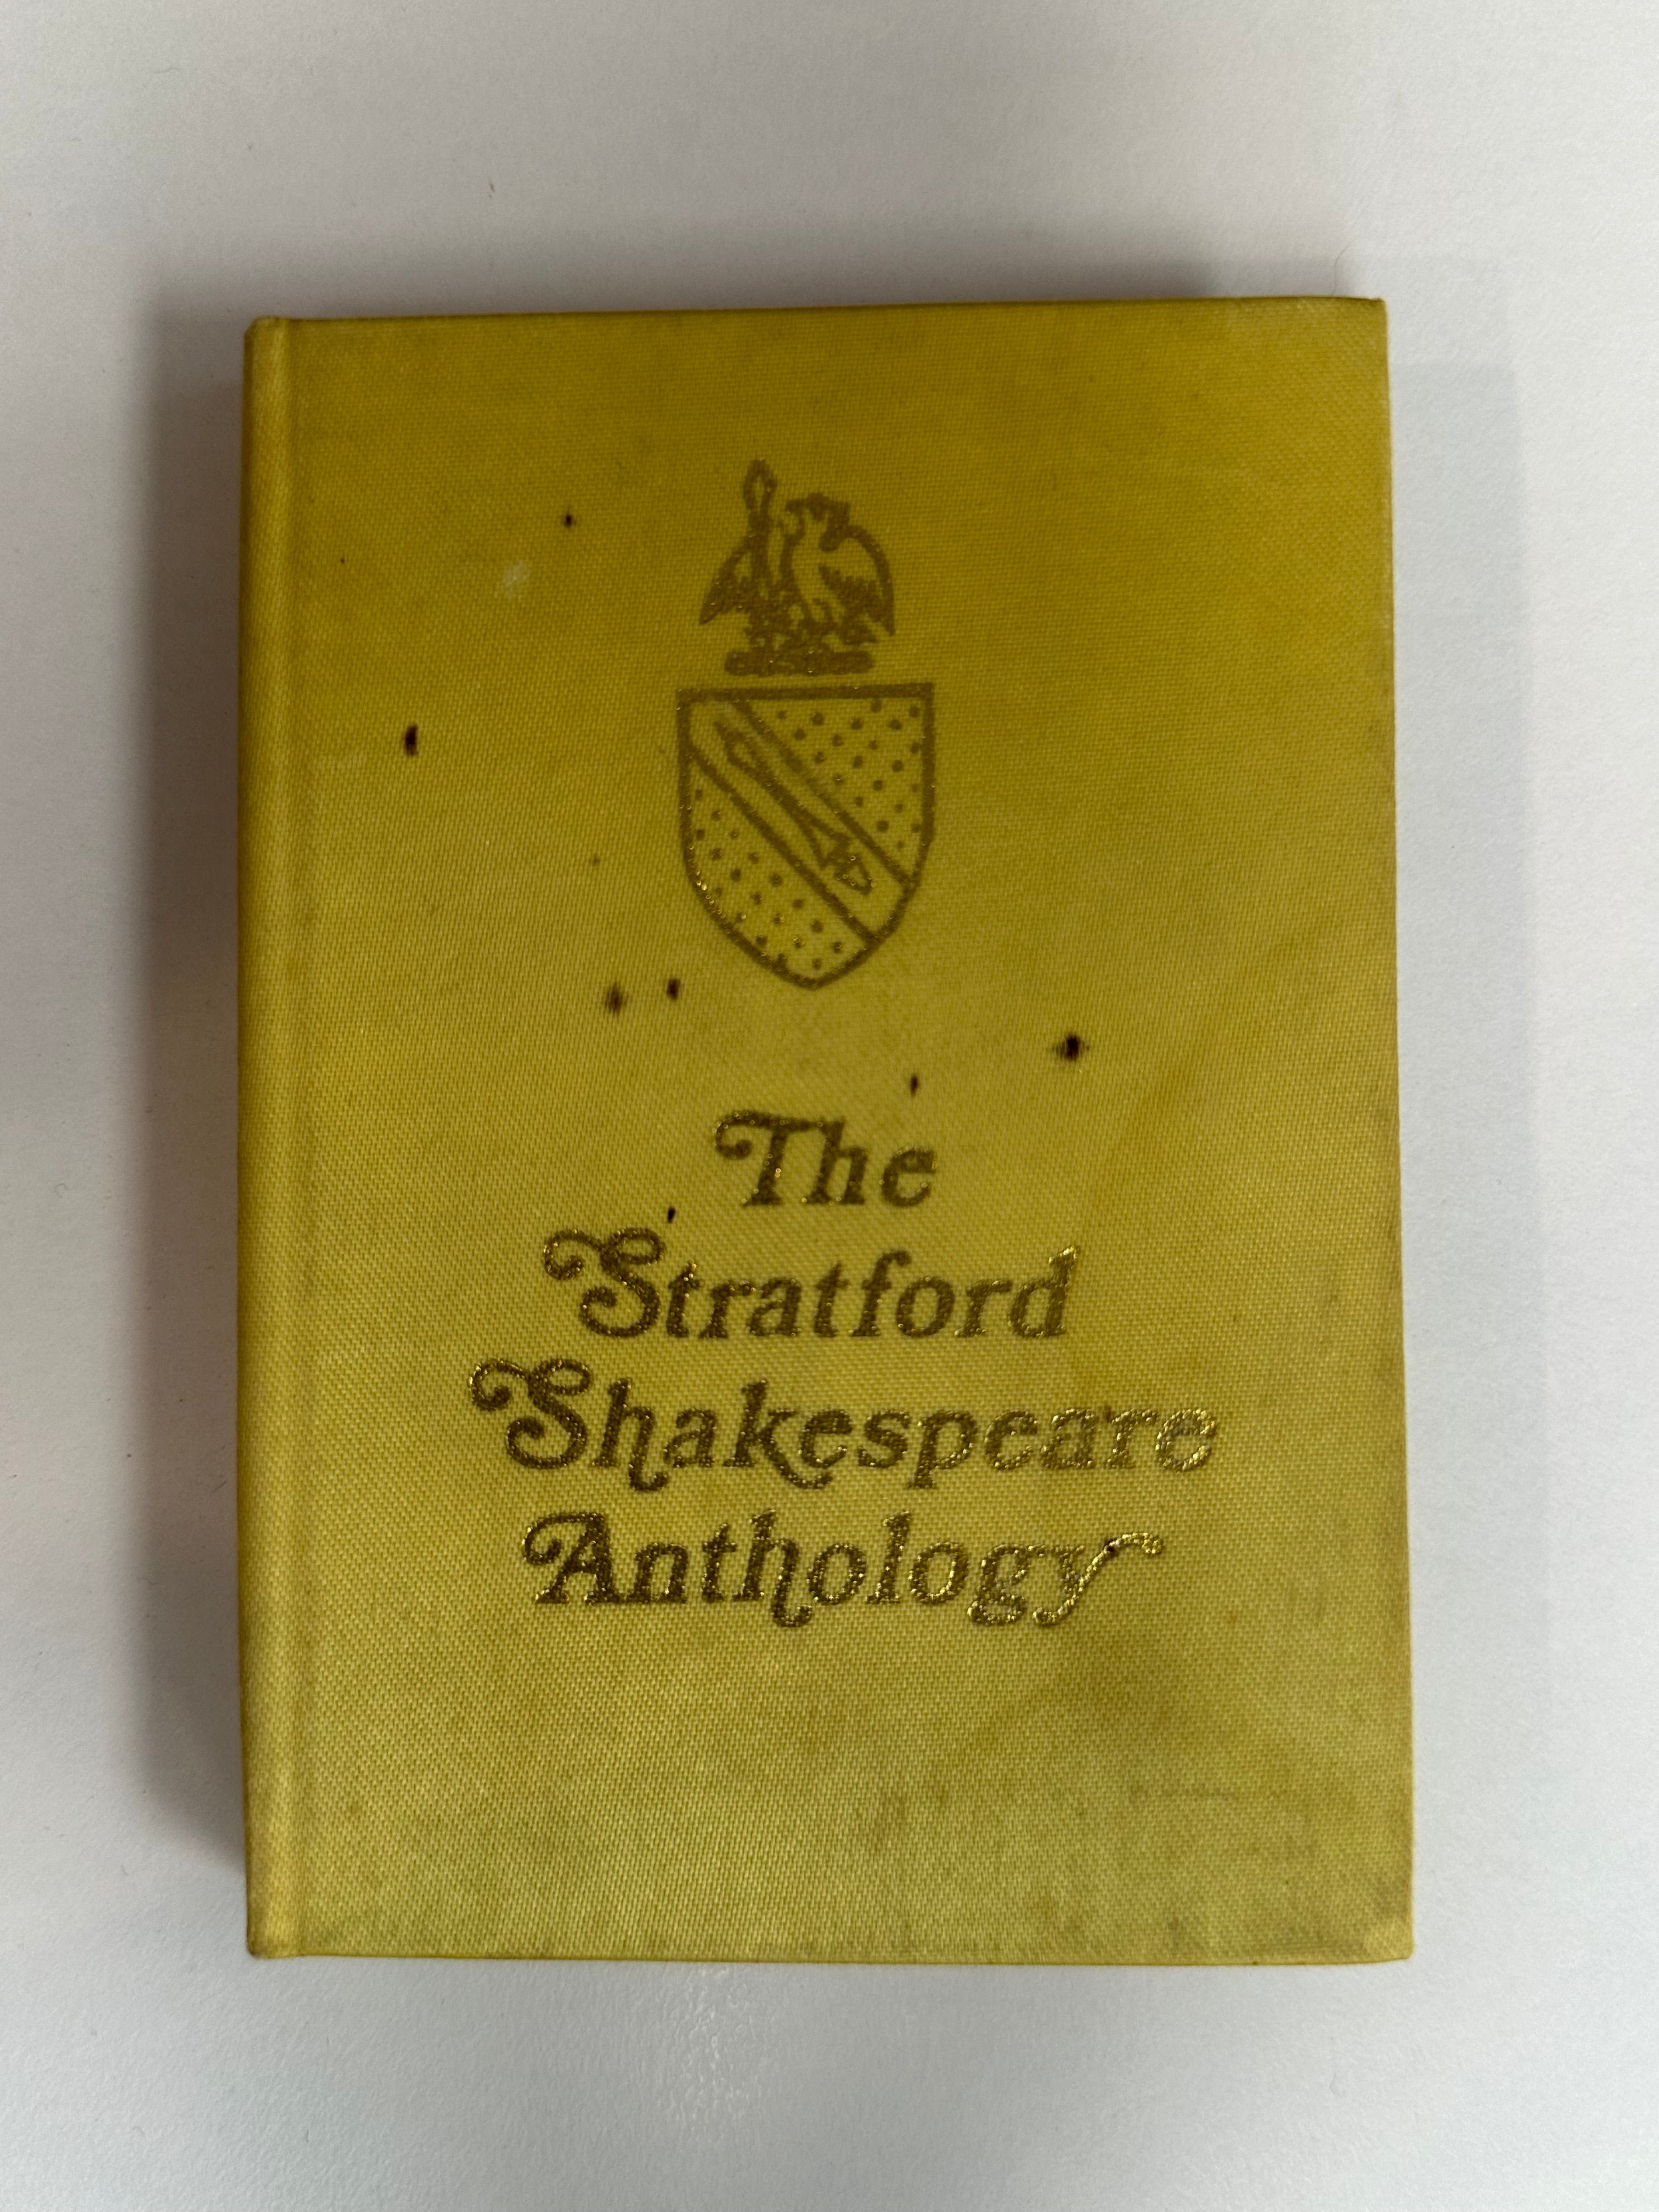 The
Stratford
Shakespeare
Anthology